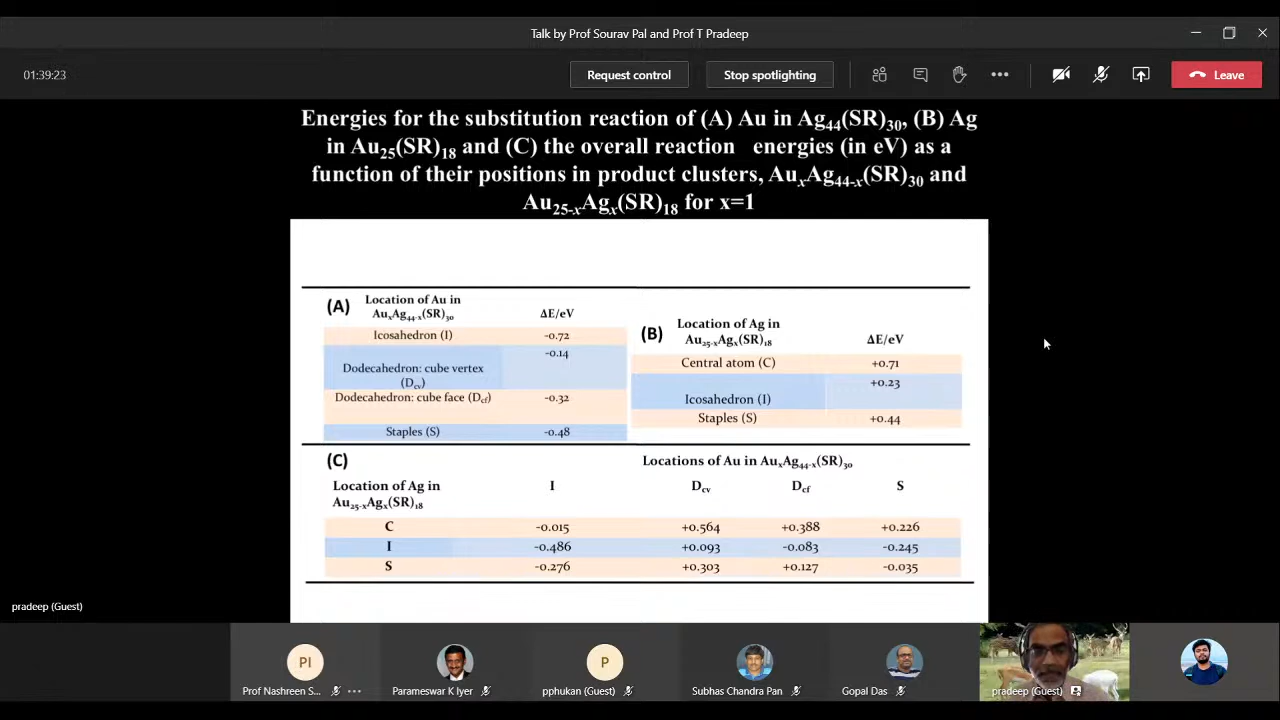 Talk by Prof Sourav Pal and Prof T Pradeep
01:39:23
Request control
Stop spotlighting
Leave
Energies for the substitution reaction of (A) Au in Ag₄₄(SR)₃₀, (B) Ag
in Au₂₅(SR)₁₈ and (C) the overall reaction energies (in eV) as a
function of their positions in product clusters, AuₓAg₄₄₋ₓ(SR)₃₀ and
Au₂₅₋ₓAgₓ(SR)₁₈ for x=1
(A)
Location of Au in
AuₓAg₄₄₋ₓ(SR)₃₀
ΔE/eV
Icosahedron (I) -0.72
-0.14
Dodecahedron: cube vertex
(Dcv)
Dodecahedron: cube face (Dcf) -0.32
Staples (S) -0.48
(B)
Location of Ag in
Au₂₅₋ₓAgₓ(SR)₁₈
ΔE/eV
Central atom (C) +0.71
+0.23
Icosahedron (I)
Staples (S) +0.44
(C)
Locations of Au in AuₓAg₄₄₋ₓ(SR)₃₀
Location of Ag in
Au₂₅₋ₓAgₓ(SR)₁₈
I Dcv Dcf S
C -0.015 +0.564 +0.388 +0.226
I -0.486 +0.093 -0.083 -0.245
S -0.276 +0.303 +0.127 -0.035
pradeep (Guest)
PI
Prof Nashreen S...
Parameswar K Iyer
P
pphukan (Guest)
Subhas Chandra Pan
Gopal Das
pradeep (Guest)